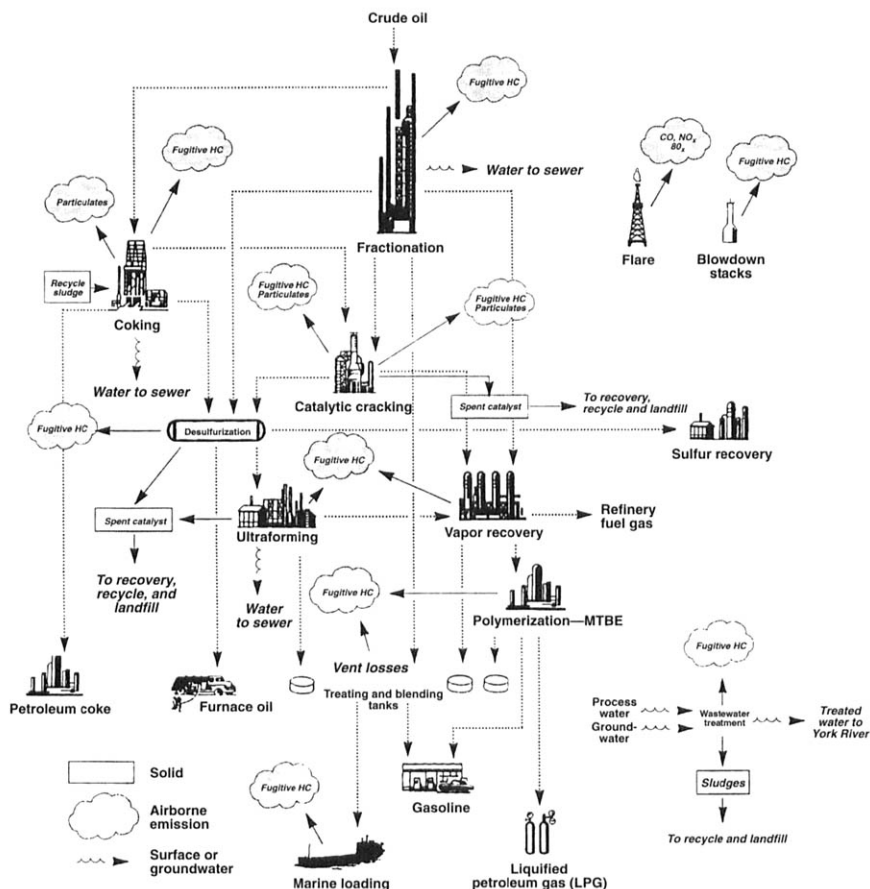 Crude oil
Fugitive HC
Fugitive HC
CO, NOx
80x
Fugitive HC
Water to sewer
Particulates
Fractionation
Flare
Blowdown
stacks
Recycle
sludge
Fugitive HC
Particulates
Fugitive HC
Particulates
Coking
Water to sewer
Catalytic cracking
Spent catalyst
To recovery,
recycle and landfill
Fugitive HC
Desulfurization
Sulfur recovery
Fugitive HC
Spent catalyst
Ultraforming
Vapor recovery
Refinery
fuel gas
To recovery,
recycle, and
landfill
Water
to sewer
Fugitive HC
Polymerization—MTBE
Fugitive HC
Vent losses
Petroleum coke
Furnace oil
Treating and blending
tanks
Process
water
Ground-
water
Wastewater
treatment
Treated
water to
York River
Solid
Sludges
Airborne
emission
Fugitive HC
Gasoline
To recycle and landfill
Surface or
groundwater
Marine loading
Liquified
petroleum gas (LPG)